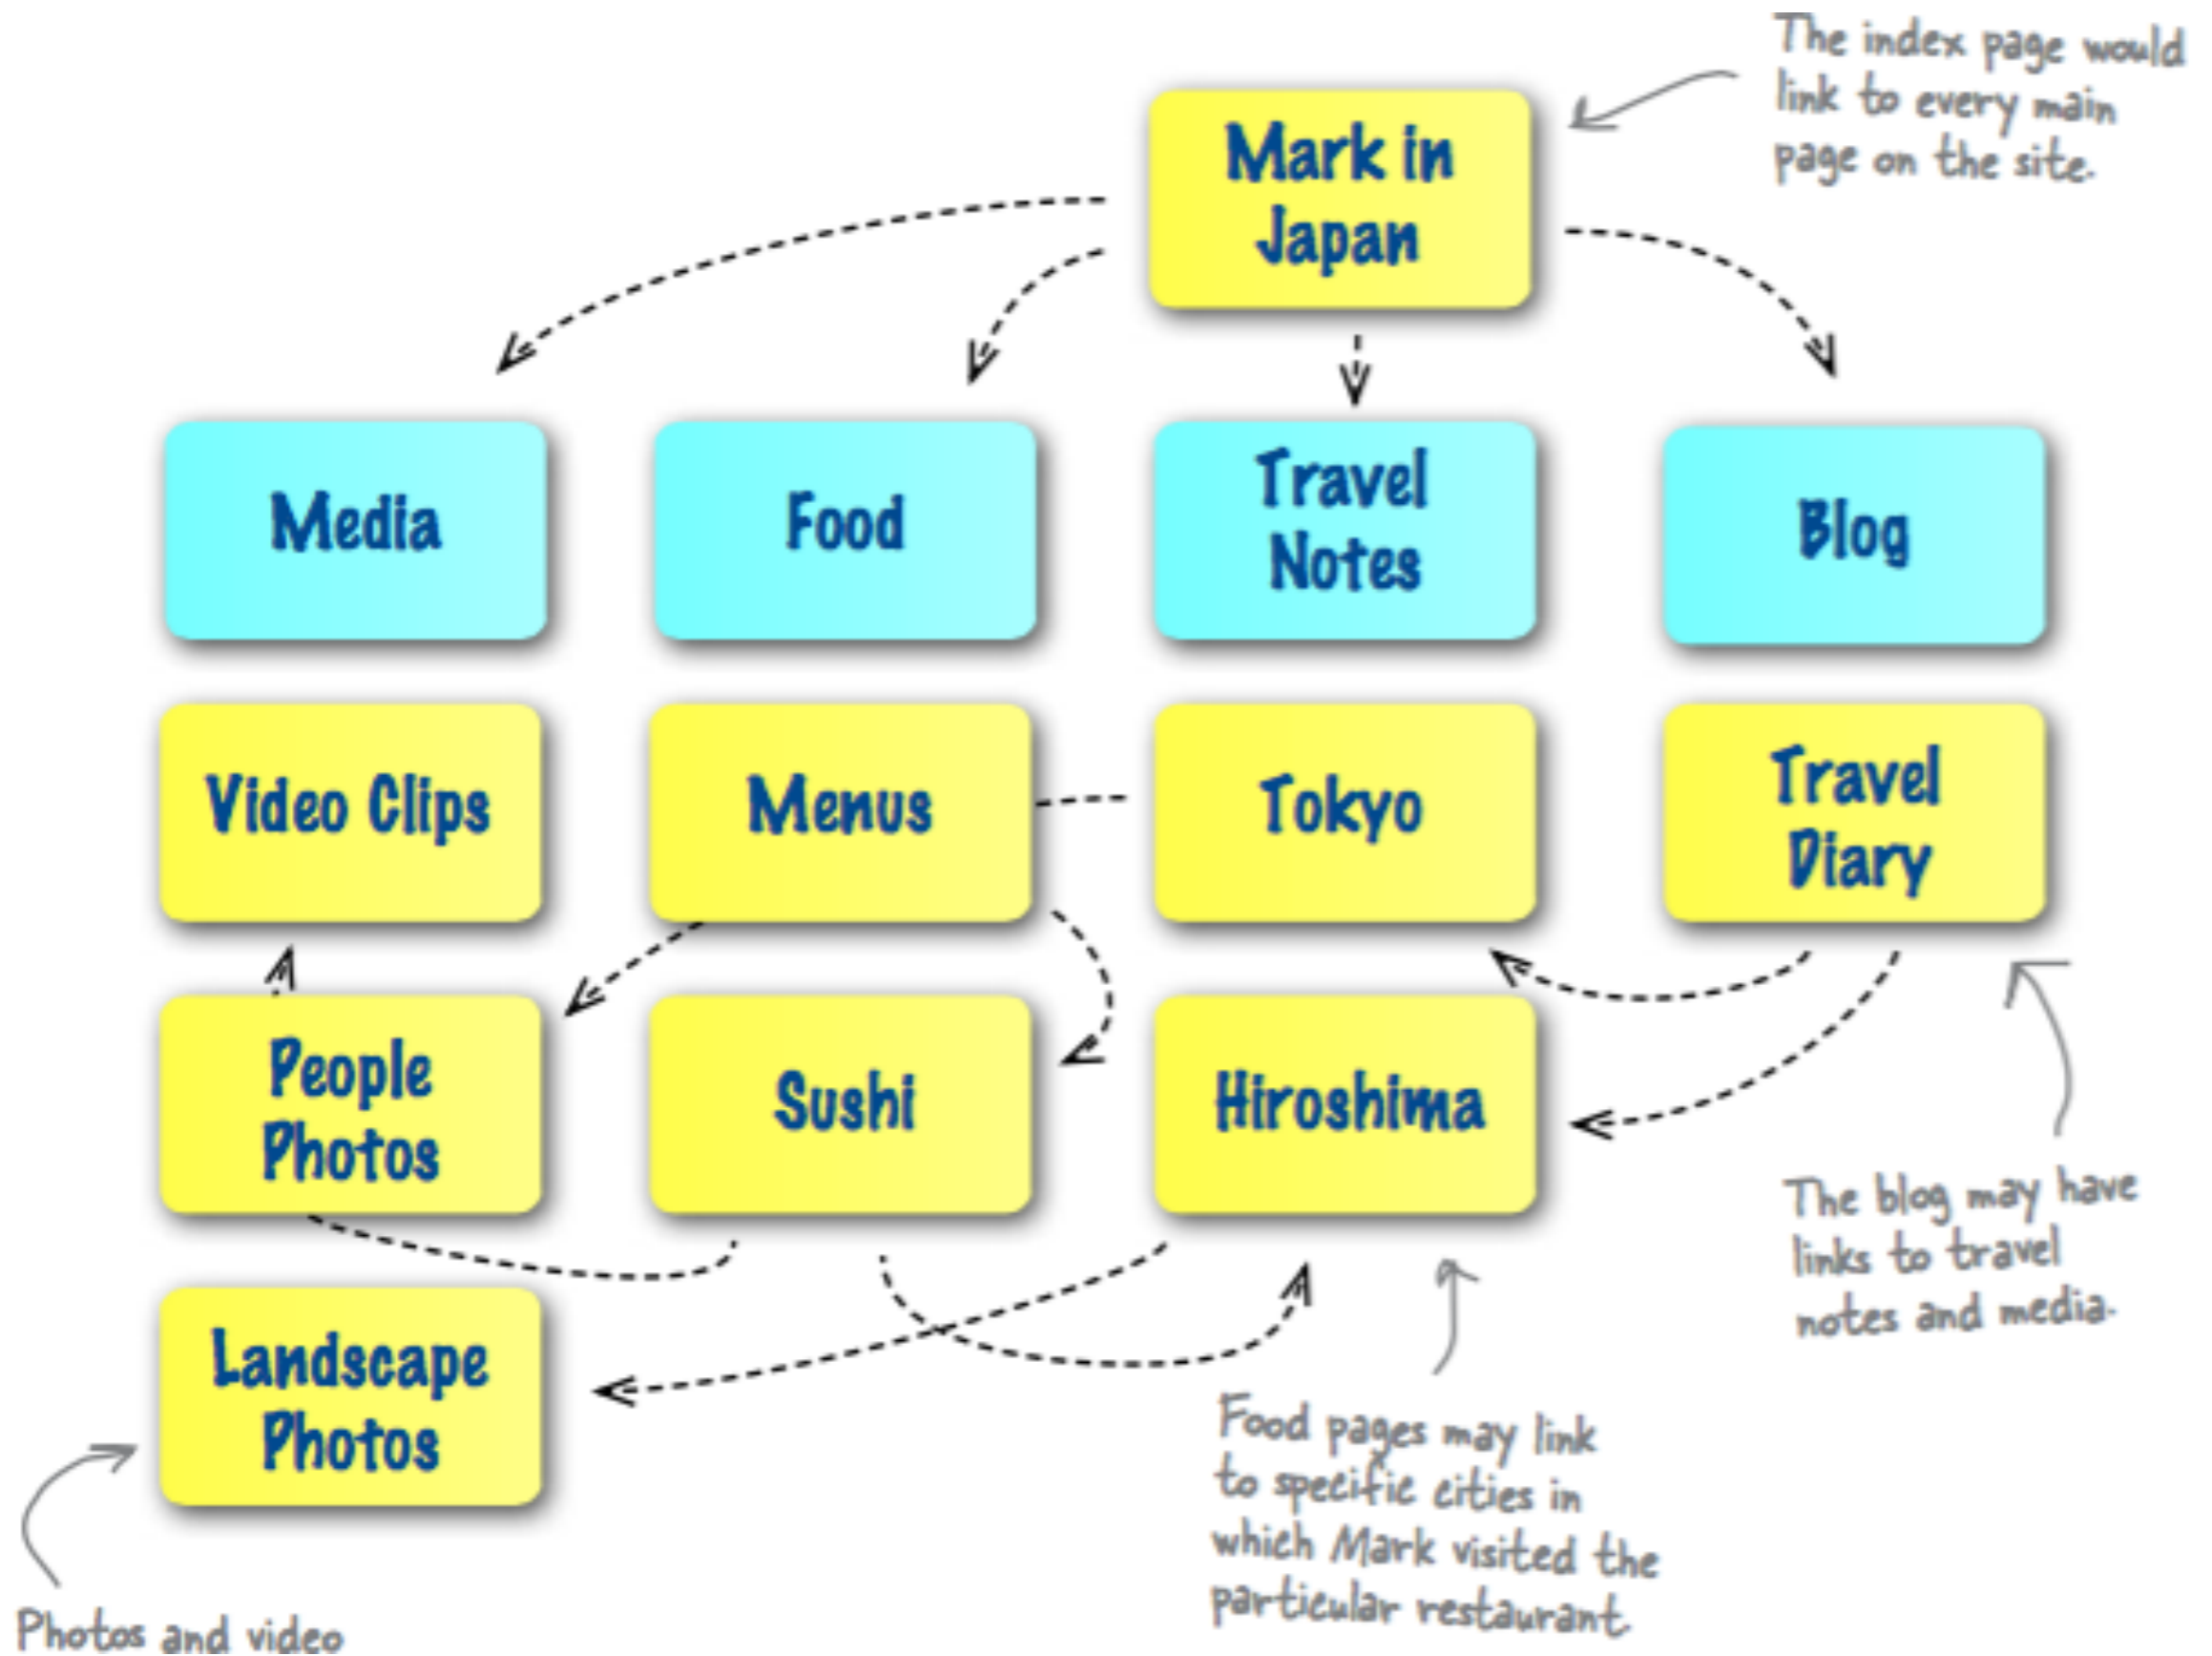 The index page would
link to every main
page on the site.
Mark in
Japan
Media
Food
Travel
Notes
Blog
Video Clips
Menus
Tokyo
Travel
Diary
People
Photos
Sushi
Hiroshima
The blog may have
links to travel
notes and media.
Landscape
Photos
Food pages may link
to specific cities in
which Mark visited the
particular restaurant.
Photos and video